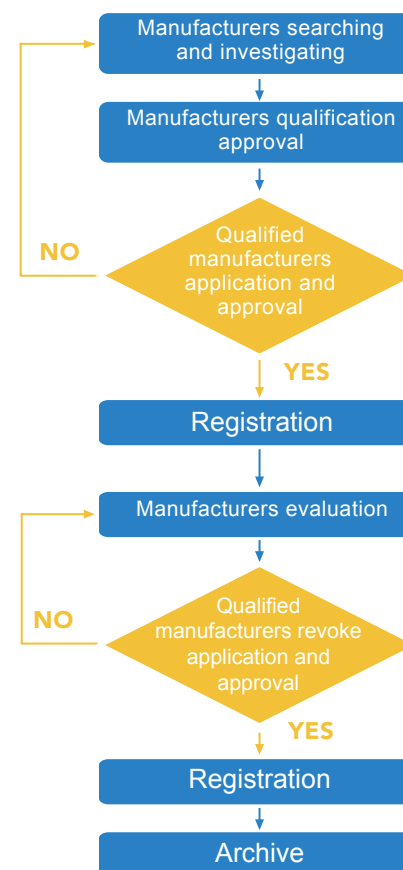 Manufacturers searching
and investigating
Manufacturers qualification
approval
Qualified
manufacturers
application and
approval
NO
YES
Registration
Manufacturers evaluation
Qualified
manufacturers revoke
application and
approval
NO
YES
Registration
Archive